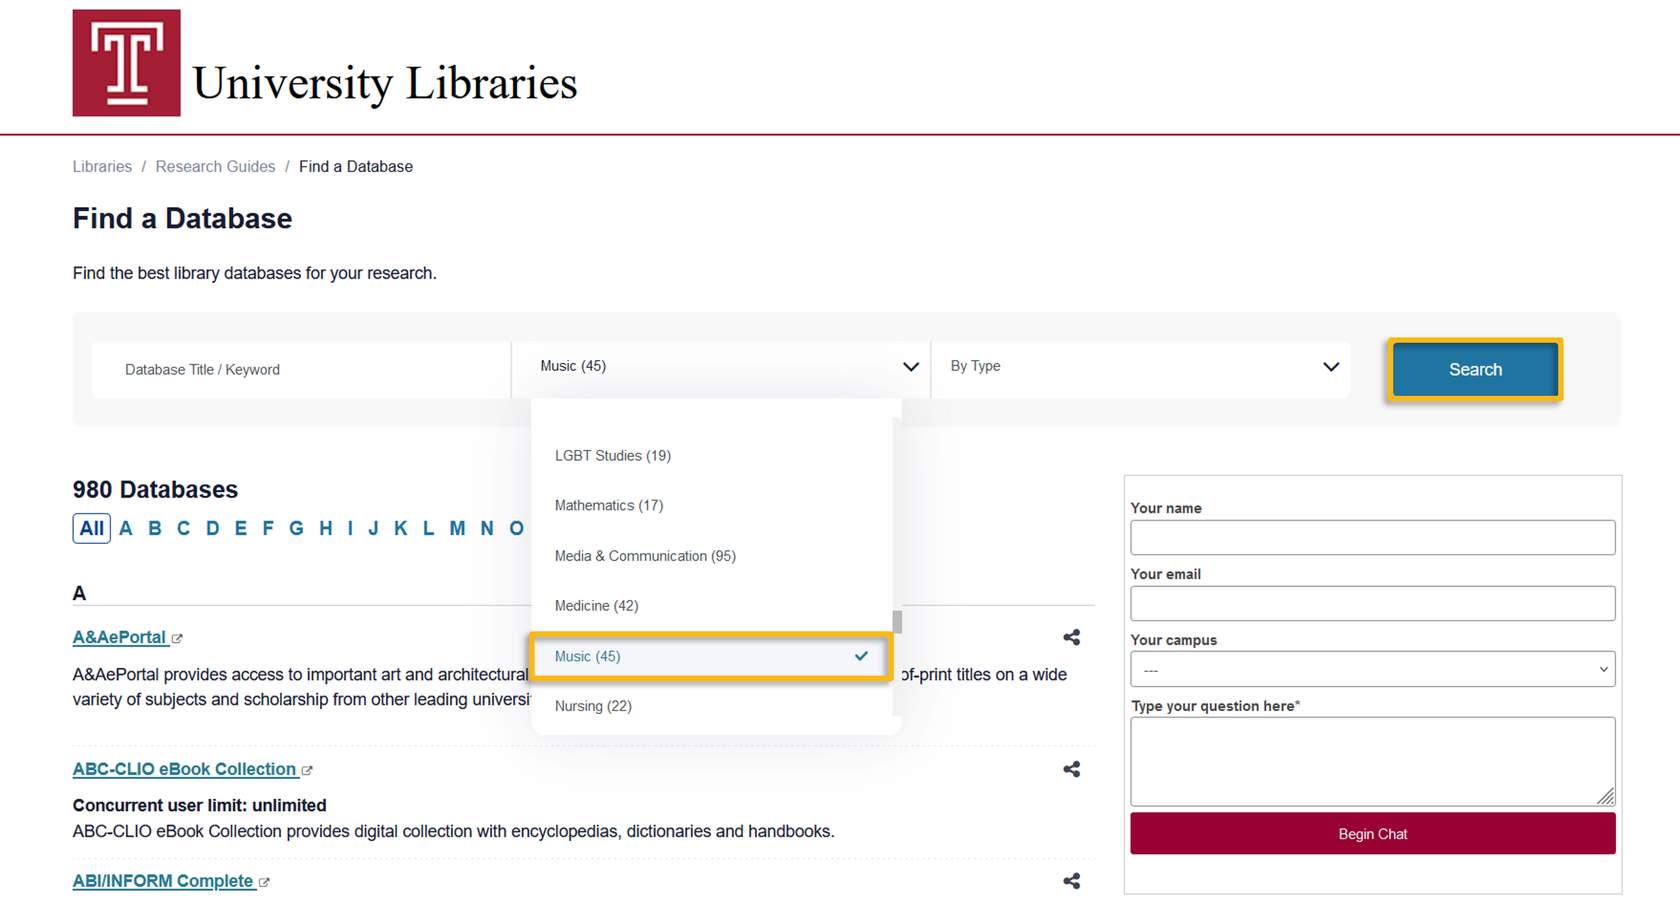 T University Libraries
Libraries / Research Guides / Find a Database
Find a Database
Find the best library databases for your research.
Database Title / Keyword
Music (45)
By Type
Search
LGBT Studies (19)
Mathematics (17)
Media & Communication (95)
Medicine (42)
Music (45)
Nursing (22)
980 Databases
All A B C D E F G H I J K L M N O
A
A&AePortal
A&AePortal provides access to important art and architectural of-print titles on a wide
variety of subjects and scholarship from other leading universi
ABC-CLIO eBook Collection
Concurrent user limit: unlimited
ABC-CLIO eBook Collection provides digital collection with encyclopedias, dictionaries and handbooks.
ABI/INFORM Complete
Your name
Your email
Your campus
---
Type your question here*
Begin Chat